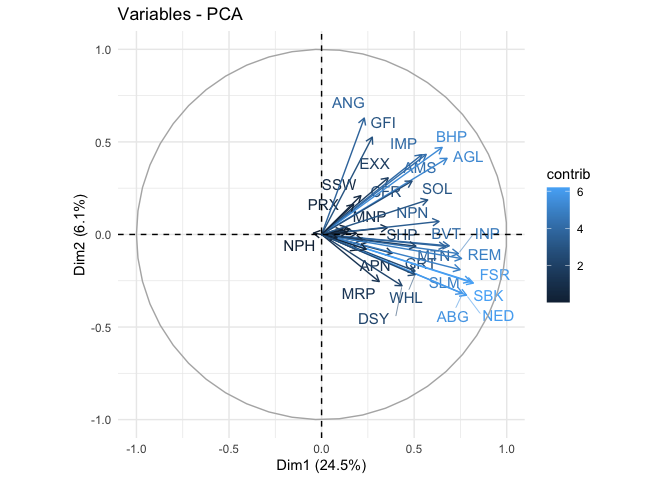 Variables - PCA
1.0
0.5
0.0
-0.5
-1.0
Dim2 (6.1%)
ANG
GFI
BHP
IMP
AGL
EXX
AMS
SSW
CFR
SOL
PRX
MNP
NPN
NPH
SHP
BVT
INP
MTN
REM
APN
GRT
FSR
SLM
MRP
WHL
SBK
DSY
ABG
NED
-1.0 -0.5 0.0 0.5 1.0
Dim1 (24.5%)
contrib
6
4
2